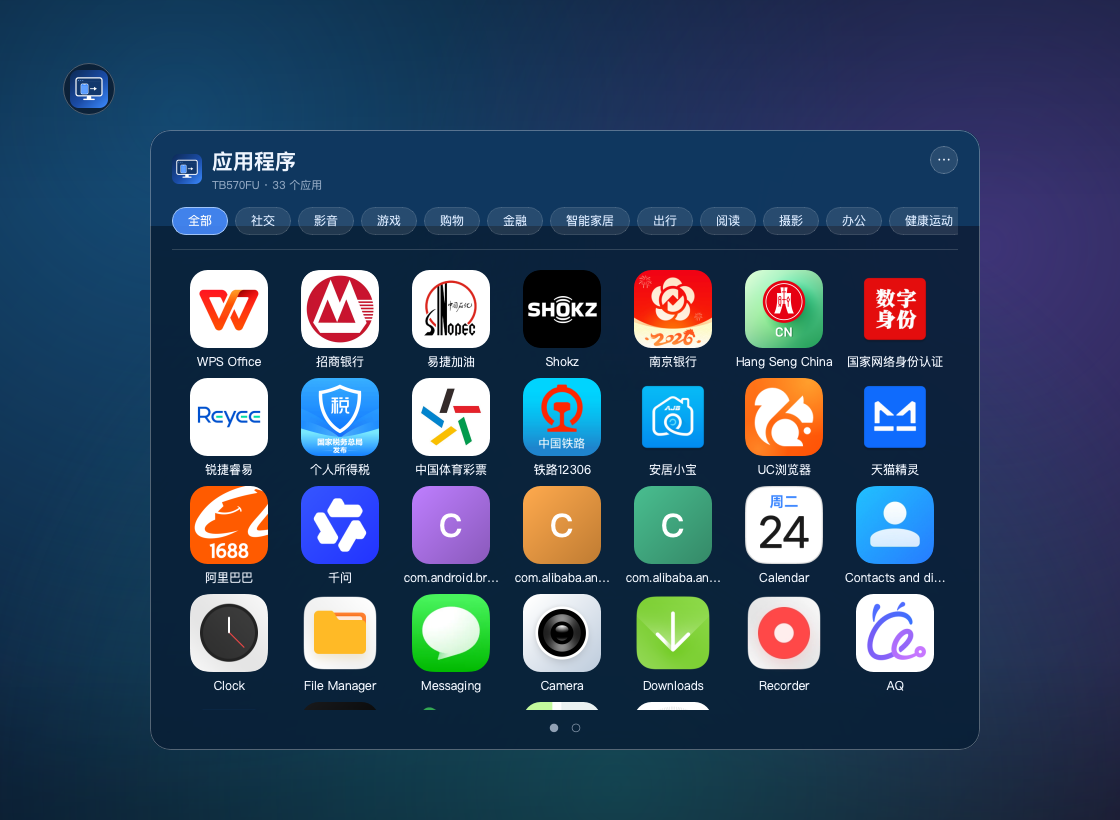 应用程序
TB570FU · 33 个应用
全部 社交 影音 游戏 购物 金融 智能家居 出行 阅读 摄影 办公 健康运动
中国石化
SINOPEC
SHOKZ
2026
CN
数字
身份
WPS Office 招商银行 易捷加油 Shokz 南京银行 Hang Seng China 国家网络身份认证
Reyee
税
国家税务总局
发布
中国铁路
AJB
锐捷睿易 个人所得税 中国体育彩票 铁路12306 安居小宝 UC浏览器 天猫精灵
1688
C
C
C
周二
24
阿里巴巴 千问 com.android.br... com.alibaba.an... com.alibaba.an... Calendar Contacts and di...
Clock File Manager Messaging Camera Downloads Recorder AQ